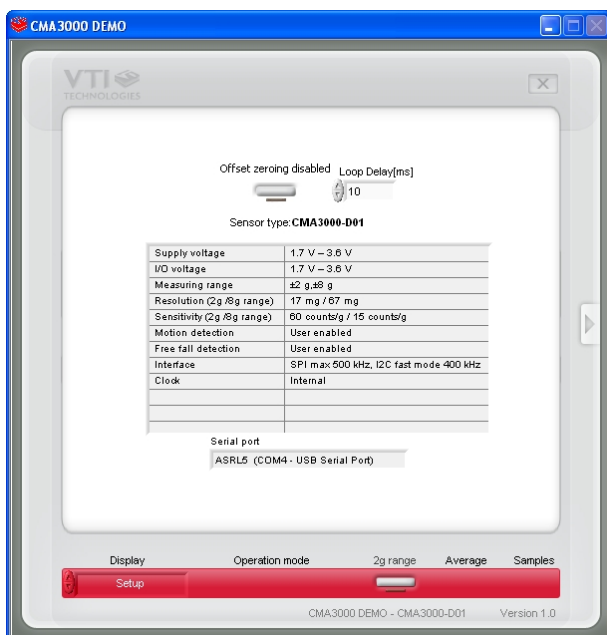 CMA3000 DEMO
VTI
TECHNOLOGIES
Offset zeroing disabled Loop Delay[ms]
10
Sensor type:CMA3000-D01
Supply voltage 1.7 V – 3.6 V
I/O voltage 1.7 V – 3.6 V
Measuring range ±2 g,±8 g
Resolution (2g /8g range) 17 mg / 67 mg
Sensitivity (2g /8g range) 60 counts/g / 15 counts/g
Motion detection User enabled
Free fall detection User enabled
Interface SPI max 500 kHz, I2C fast mode 400 kHz
Clock Internal
Serial port
ASRL5 (COM4 - USB Serial Port)
Display Operation mode 2g range Average Samples
Setup
CMA3000 DEMO - CMA3000-D01 Version 1.0